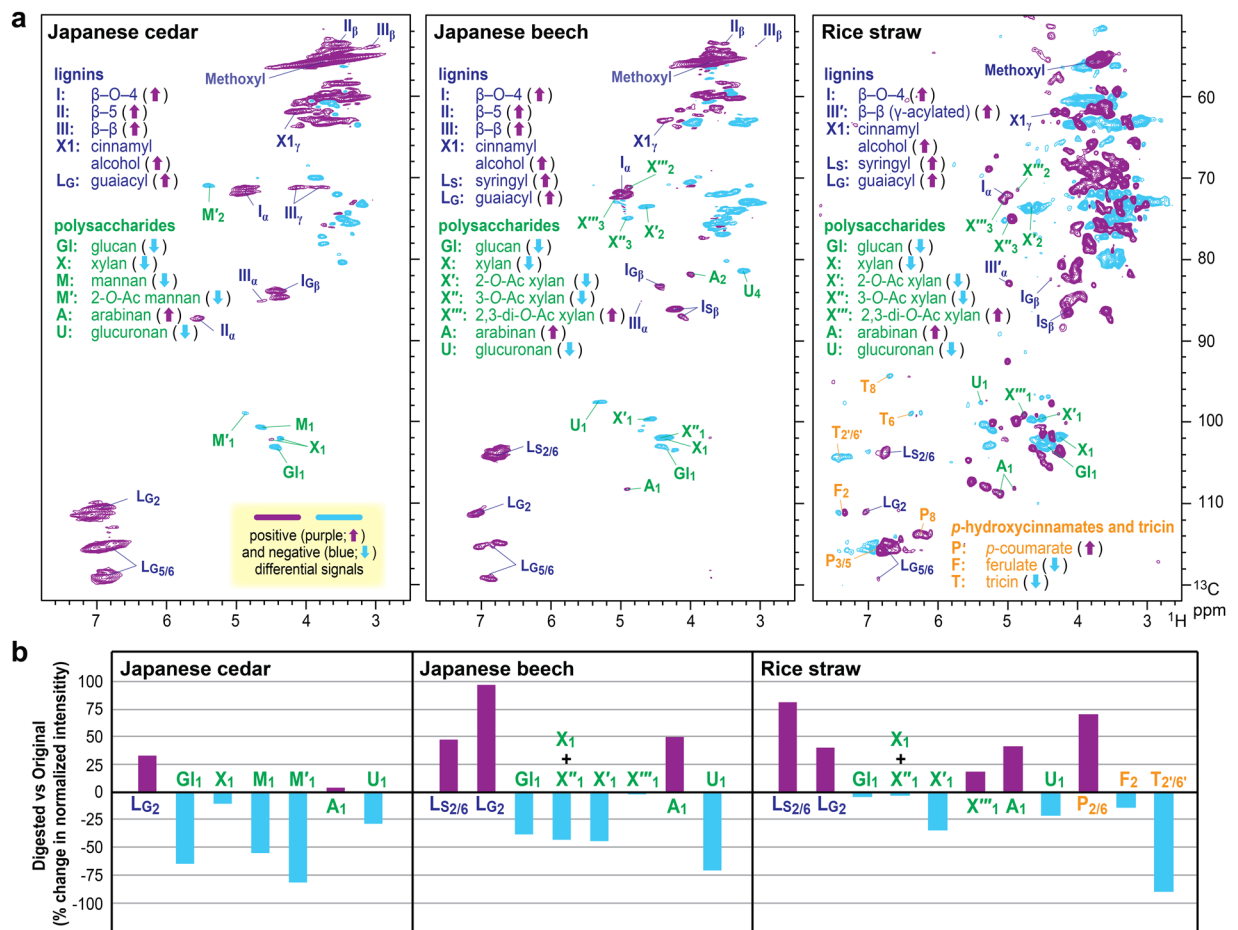 a
Japanese cedar
lignins
I: β–O–4 (↑)
II: β–5 (↑)
III: β–β (↑)
X1: cinnamyl
alcohol (↑)
LG: guaiacyl (↑)
polysaccharides
Gl: glucan (↓)
X: xylan (↓)
M: mannan (↓)
M′: 2-O-Ac mannan (↓)
A: arabinan (↑)
U: glucuronan (↓)
IIβ
IIIβ
Methoxyl
X1γ
M′2
Iα
IIIγ
IIIα
IGβ
IIα
M′1
M1
X1
Gl1
LG2
LG5/6
positive (purple; ↑)
and negative (blue; ↓)
differential signals
7 6 5 4 3
Japanese beech
lignins
I: β–O–4 (↑)
II: β–5 (↑)
III: β–β (↑)
X1: cinnamyl
alcohol (↑)
LS: syringyl (↑)
LG: guaiacyl (↑)
polysaccharides
Gl: glucan (↓)
X: xylan (↓)
X′: 2-O-Ac xylan (↓)
X″: 3-O-Ac xylan (↓)
X‴: 2,3-di-O-Ac xylan (↑)
A: arabinan (↑)
U: glucuronan (↓)
IIβ
IIIβ
Methoxyl
X1γ
Iα
X‴2
X‴3
X″3
X′2
IGβ
A2
U4
IIIα
ISβ
U1
X′1
X″1
X1
Gl1
A1
LS2/6
LG2
LG5/6
7 6 5 4 3
Rice straw
lignins
I: β–O–4 (↑)
III′: β–β (γ-acylated) (↑)
X1: cinnamyl
alcohol (↑)
LS: syringyl (↑)
LG: guaiacyl (↑)
polysaccharides
Gl: glucan (↓)
X: xylan (↓)
X′: 2-O-Ac xylan (↓)
X″: 3-O-Ac xylan (↓)
X‴: 2,3-di-O-Ac xylan (↑)
A: arabinan (↑)
U: glucuronan (↓)
Methoxyl
X1γ
Iα
X‴2
X‴3
X″3
X′2
III′α
IGβ
ISβ
T8
U1
X‴1
X′1
T6
T2′/6′
LS2/6
X1
Gl1
A1
F2
LG2
P8
P3/5
LG5/6
p-hydroxycinnamates and tricin
P: p-coumarate (↑)
F: ferulate (↓)
T: tricin (↓)
60
70
80
90
100
110
13C
ppm
7 6 5 4 3 1H
b
Japanese cedar
Japanese beech
Rice straw
Digested vs Original
(% change in normalized intensitity)
100
75
50
25
0
-25
-50
-75
-100
LG2 Gl1 X1 M1 M′1 A1 U1
LS2/6 LG2 Gl1 X1 + X″1 X′1 X‴1 A1 U1
LS2/6 LG2 Gl1 X1 + X″1 X′1 X‴1 A1 U1 P2/6 F2 T2′/6′